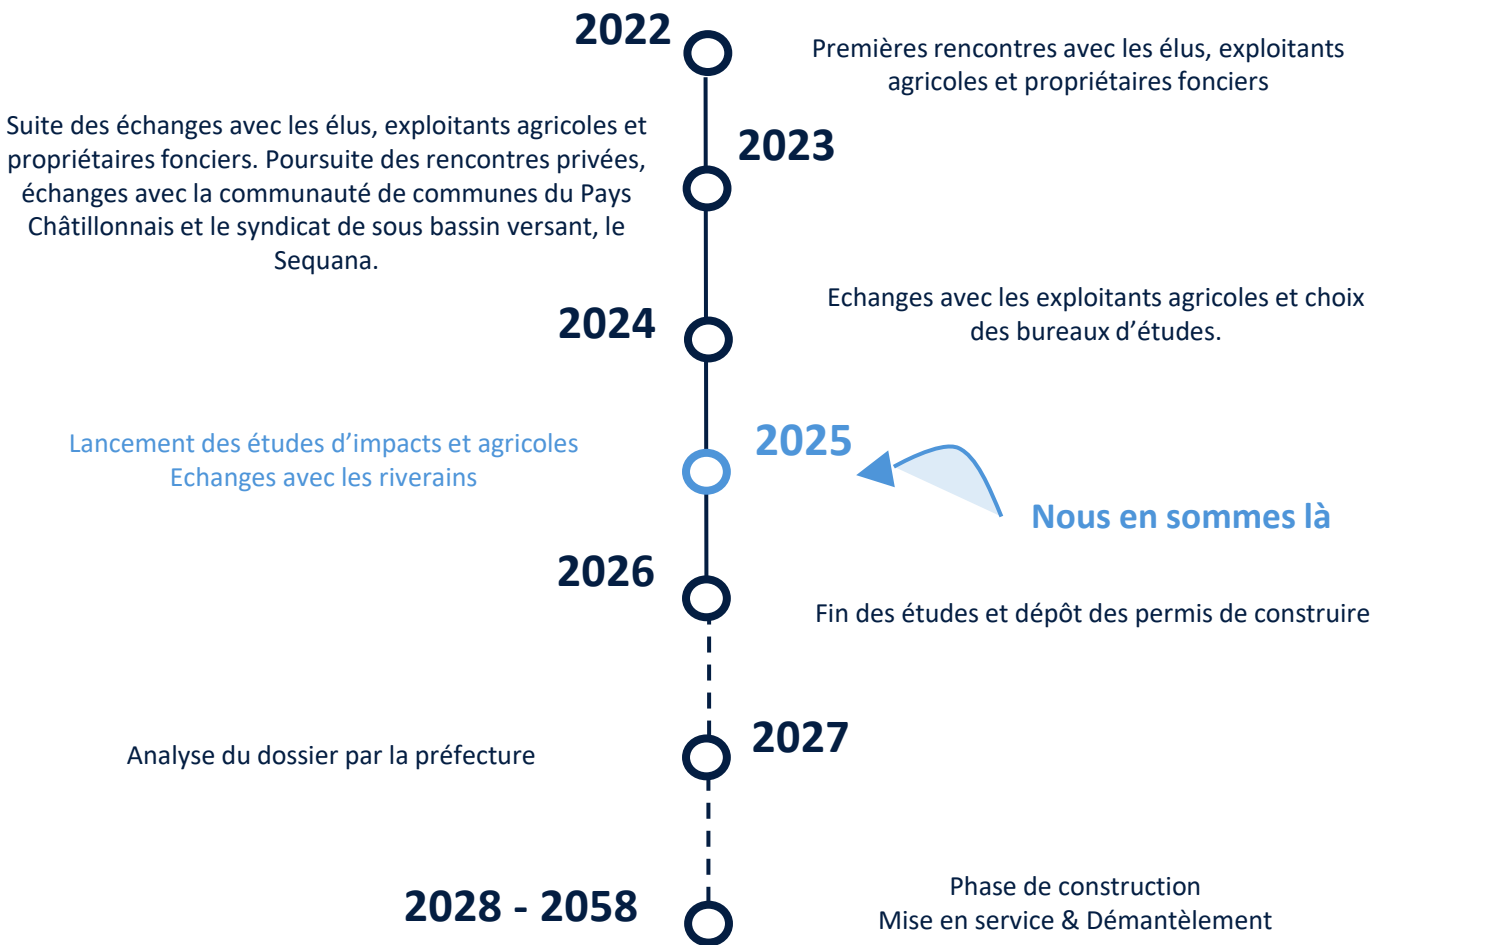 2022
Premières rencontres avec les élus, exploitants
agricoles et propriétaires fonciers
2023
Suite des échanges avec les élus, exploitants agricoles et
propriétaires fonciers. Poursuite des rencontres privées,
échanges avec la communauté de communes du Pays
Châtillonnais et le syndicat de sous bassin versant, le
Sequana.
2024
Echanges avec les exploitants agricoles et choix
des bureaux d’études.
2025
Lancement des études d’impacts et agricoles
Echanges avec les riverains
Nous en sommes là
2026
Fin des études et dépôt des permis de construire
2027
Analyse du dossier par la préfecture
2028 - 2058
Phase de construction
Mise en service & Démantèlement